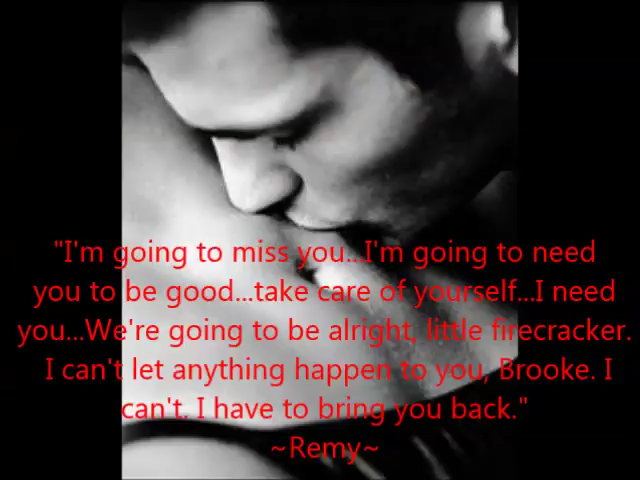 "I'm going to miss you...I'm going to need
you to be good...take care of yourself...I need
you...We're going to be alright, little firecracker.
I can't let anything happen to you, Brooke. I
can't. I have to bring you back."
~Remy~